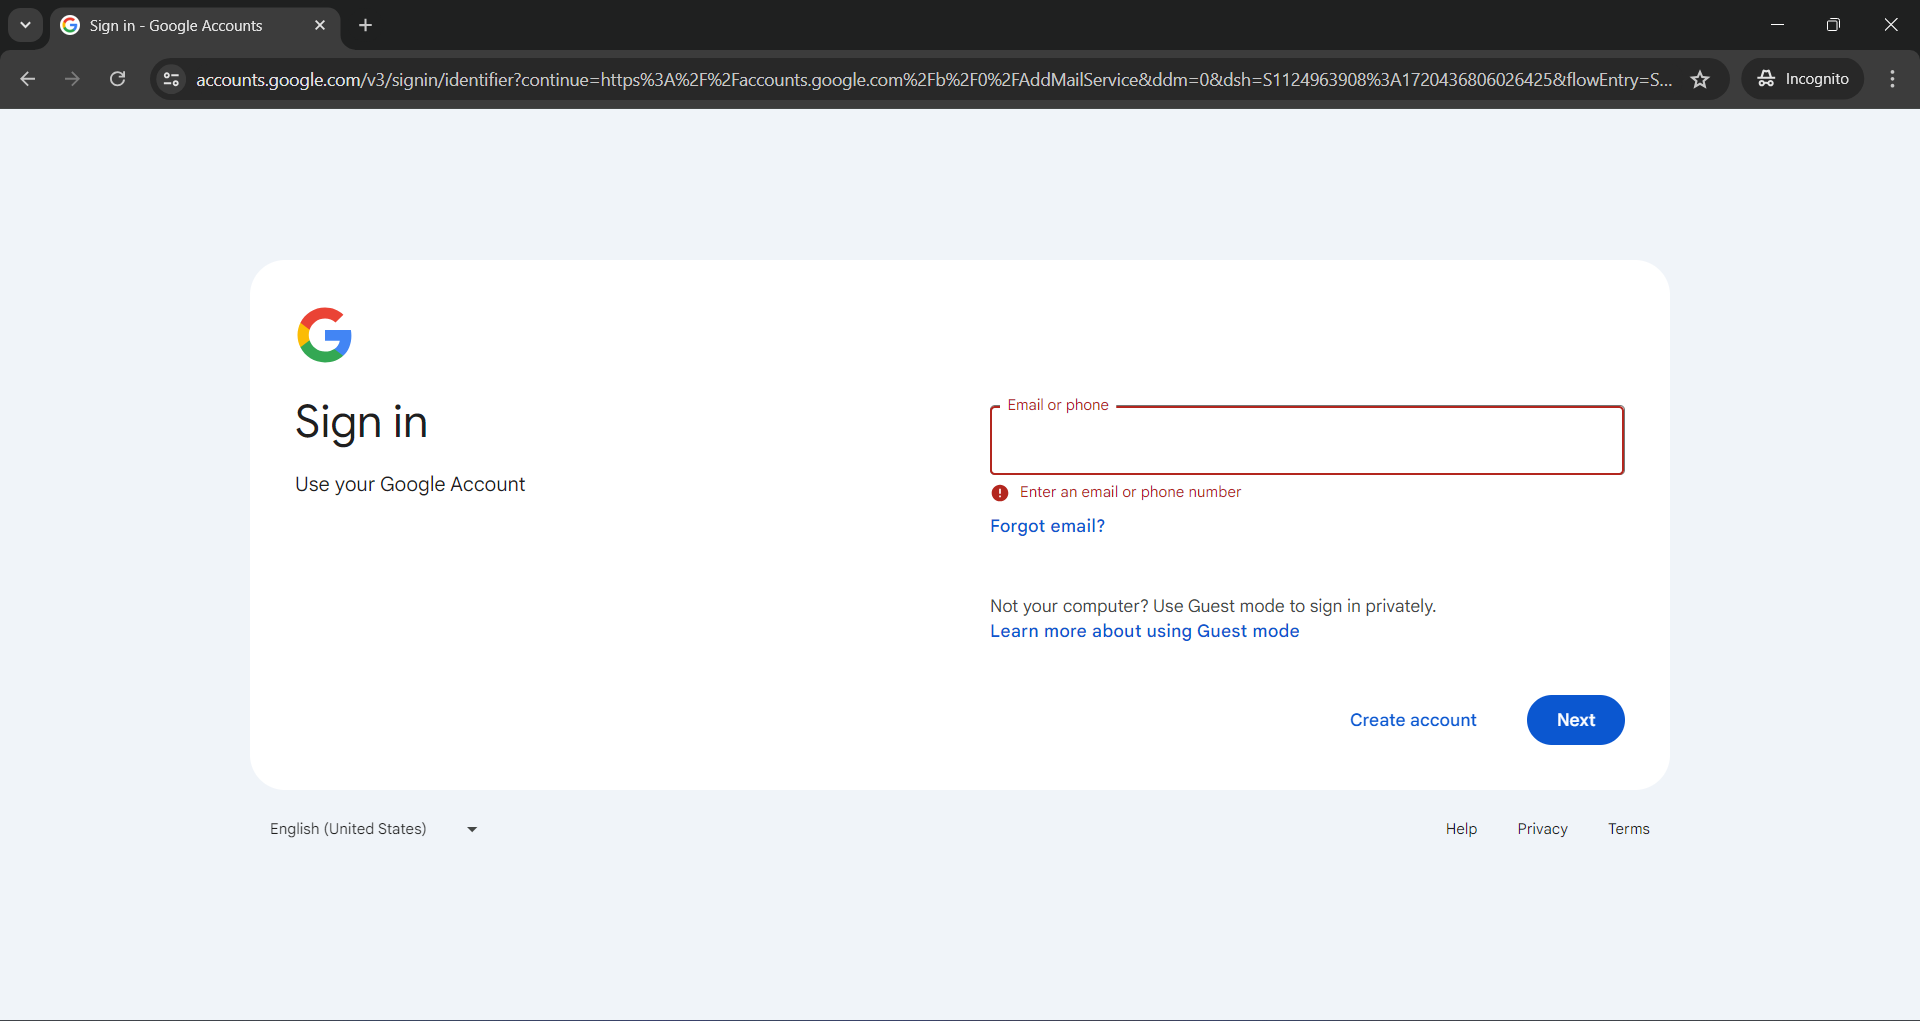 Sign in - Google Accounts
accounts.google.com/v3/signin/identifier?continue=https%3A%2F%2Faccounts.google.com%2Fb%2F0%2FAddMailService&ddm=0&dsh=S1124963908%3A1720436806026425&flowEntry=S...
Incognito
Sign in
Use your Google Account
Email or phone
Enter an email or phone number
Forgot email?
Not your computer? Use Guest mode to sign in privately.
Learn more about using Guest mode
Create account
Next
English (United States)
Help
Privacy
Terms